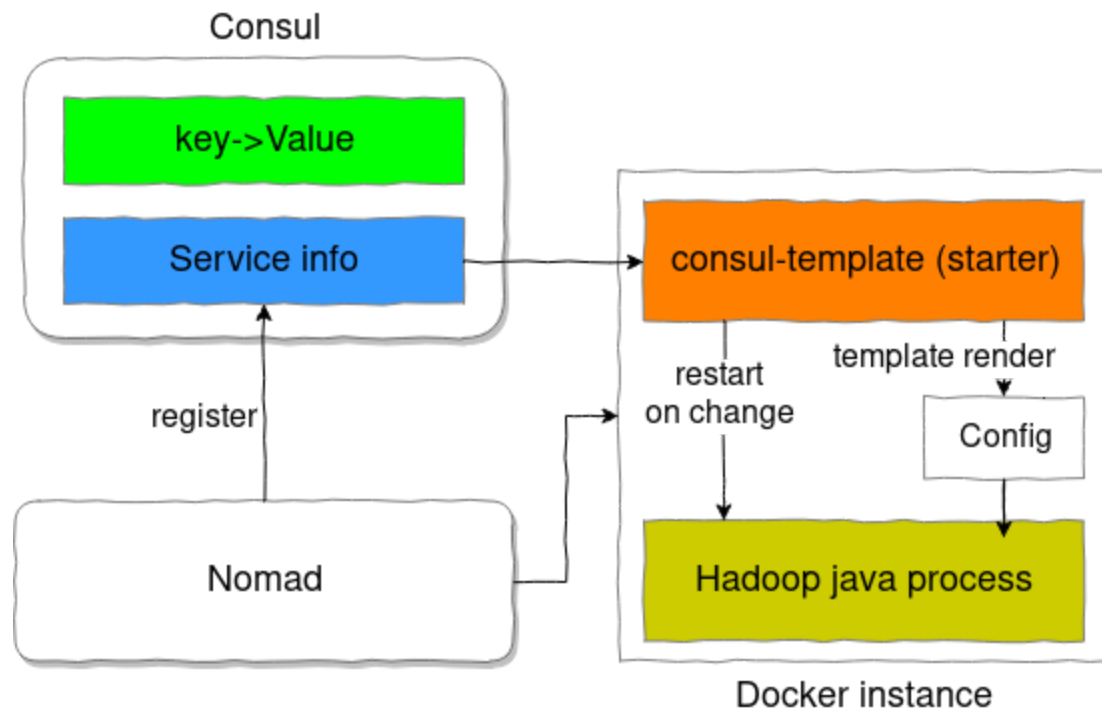 Consul
key->Value
Service info
consul-template (starter)
restart
on change
template render
Config
register
Nomad
Hadoop java process
Docker instance